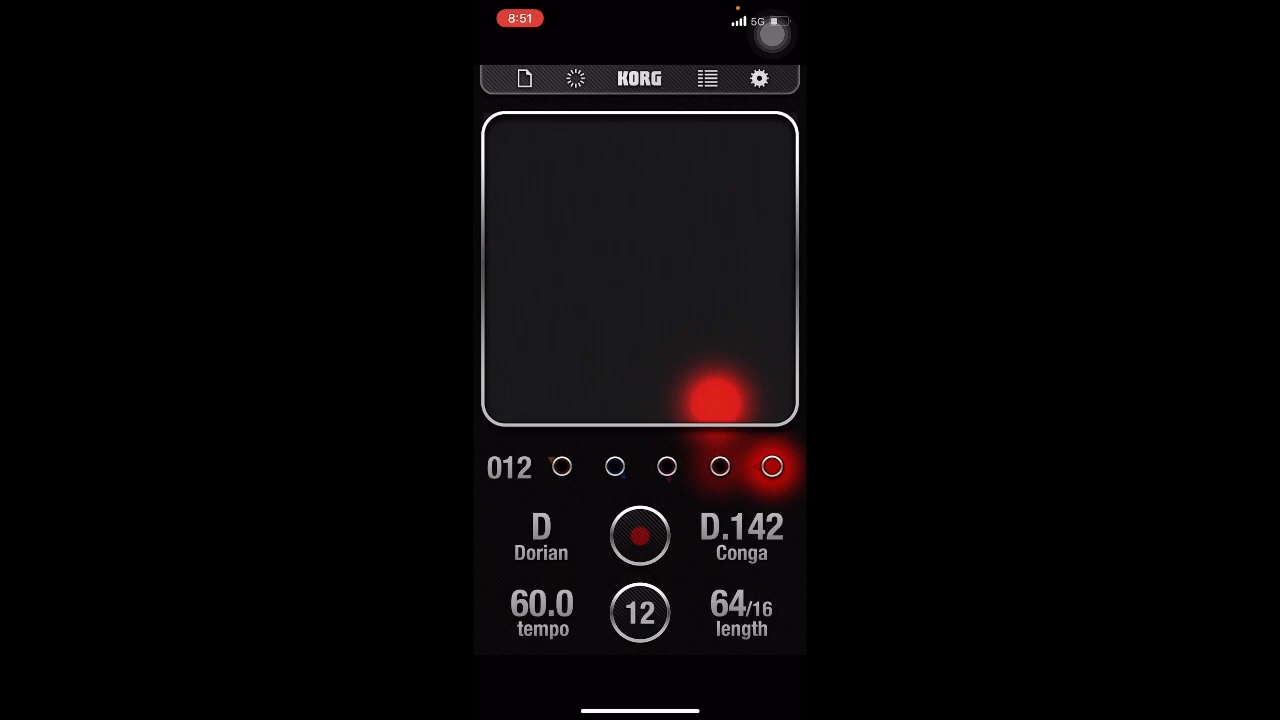 8:51
5G
KORG
012
D
Dorian
D.142
Conga
60.0
tempo
12
64/16
length